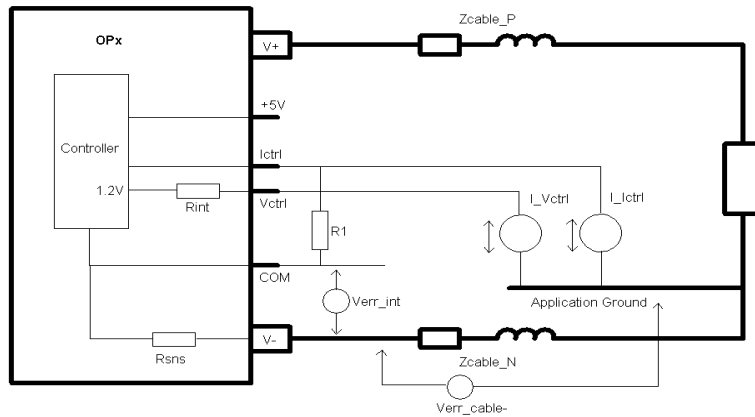 Zcable_P
OPx
V+
+5V
Controller
Ictrl
1.2V
Rint
Vctrl
I_Vctrl
I_Ictrl
R1
COM
Verr_int
Application Ground
V-
Rsns
Zcable_N
Verr_cable-